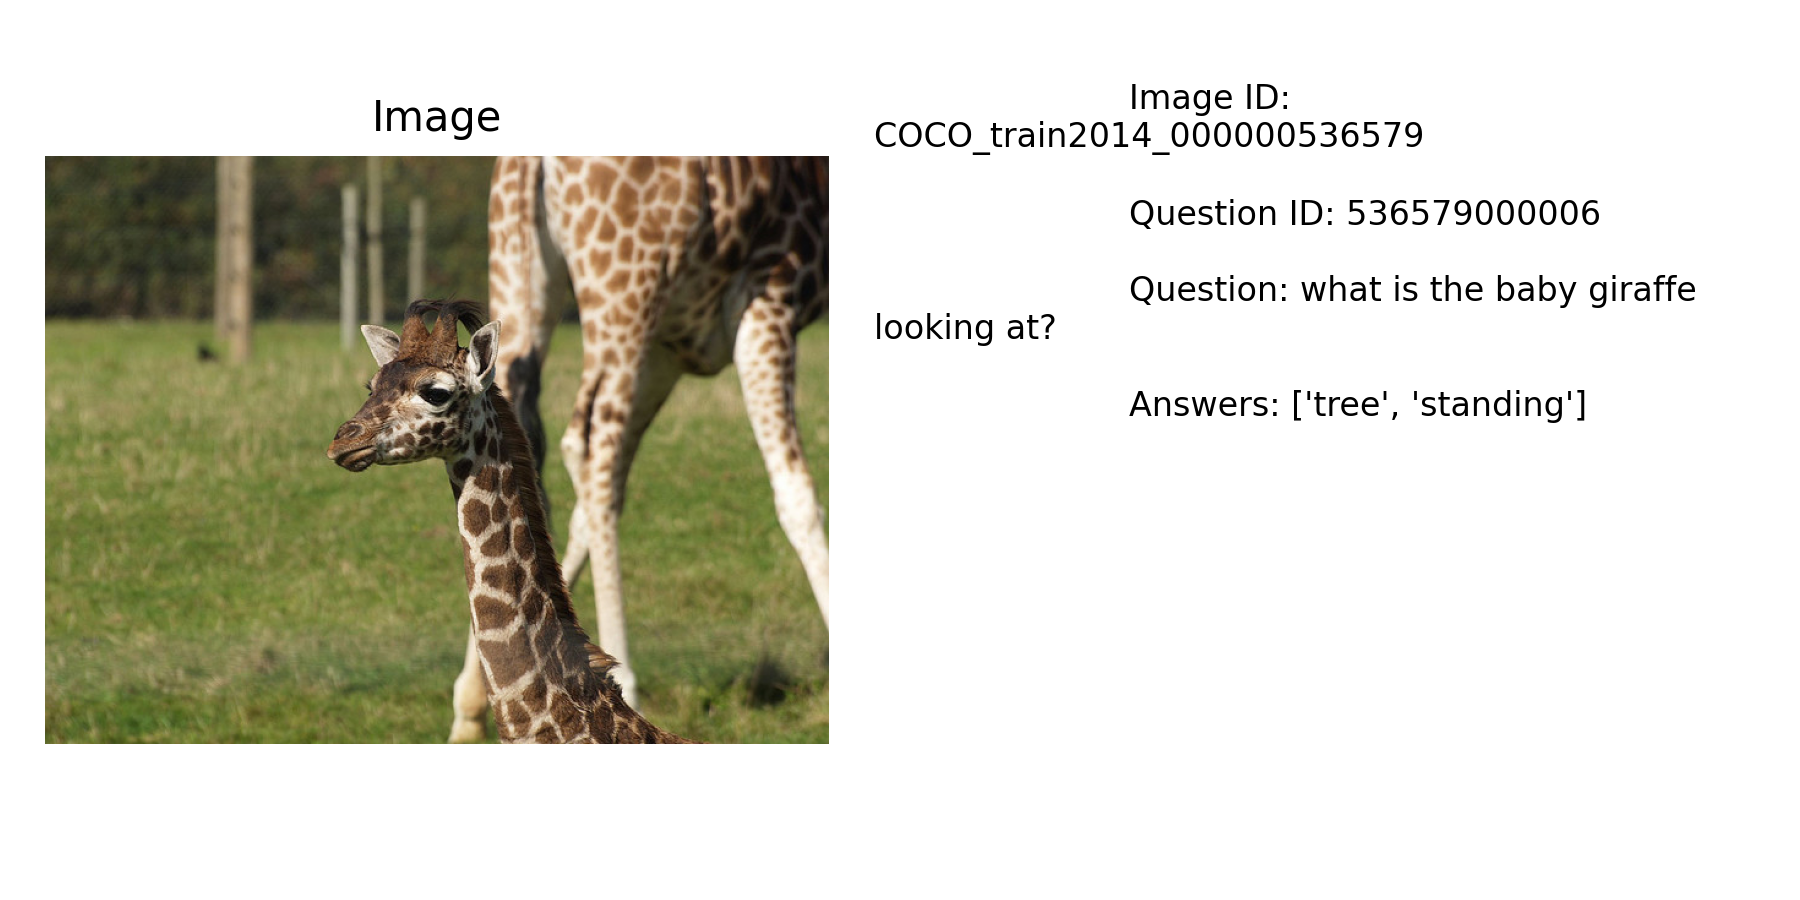 Image
Image ID:
COCO_train2014_000000536579
Question ID: 536579000006
Question: what is the baby giraffe
looking at?
Answers: ['tree', 'standing']